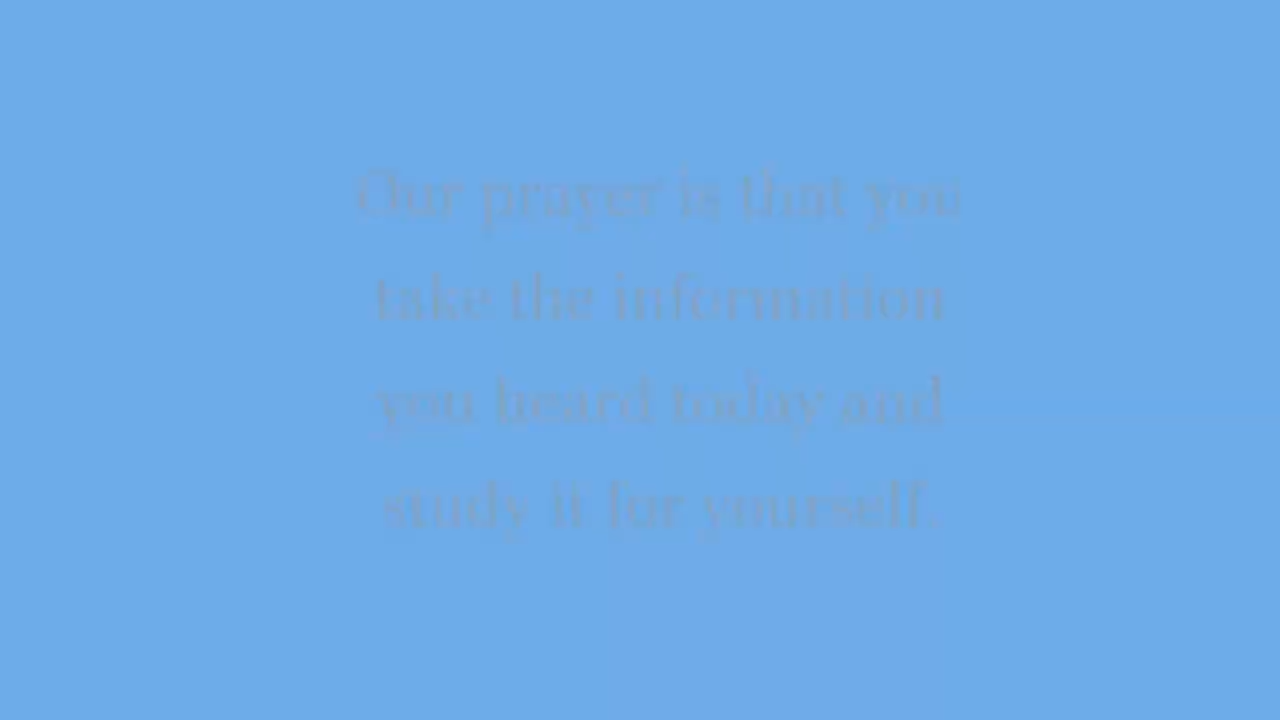 Our prayer is that you
take the information
you heard today and
study it for yourself.